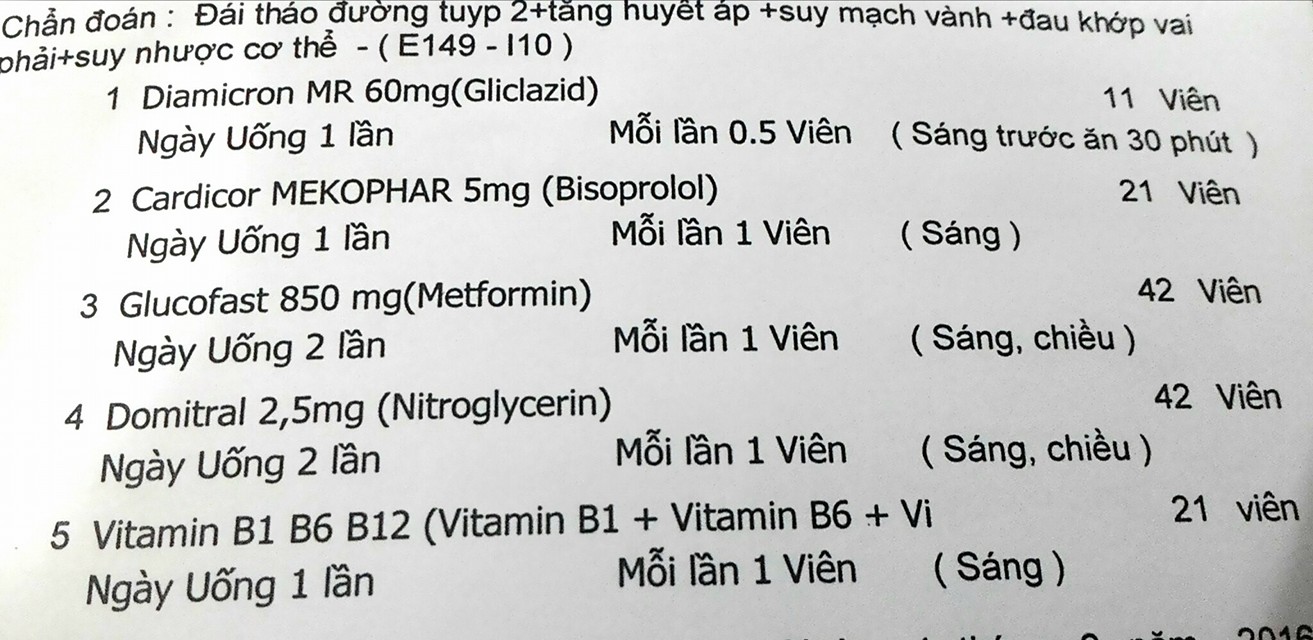 Chẩn đoán : Đái tháo đường tuyp 2+tăng huyết áp +suy mạch vành +đau khớp vai
phải+suy nhược cơ thể - ( E149 - I10 )
1 Diamicron MR 60mg(Gliclazid) 11 Viên
Ngày Uống 1 lần Mỗi lần 0.5 Viên ( Sáng trước ăn 30 phút )
2 Cardicor MEKOPHAR 5mg (Bisoprolol) 21 Viên
Ngày Uống 1 lần Mỗi lần 1 Viên ( Sáng )
3 Glucofast 850 mg(Metformin) 42 Viên
Ngày Uống 2 lần Mỗi lần 1 Viên ( Sáng, chiều )
4 Domitral 2,5mg (Nitroglycerin) 42 Viên
Ngày Uống 2 lần Mỗi lần 1 Viên ( Sáng, chiều )
5 Vitamin B1 B6 B12 (Vitamin B1 + Vitamin B6 + Vi 21 viên
Ngày Uống 1 lần Mỗi lần 1 Viên ( Sáng )